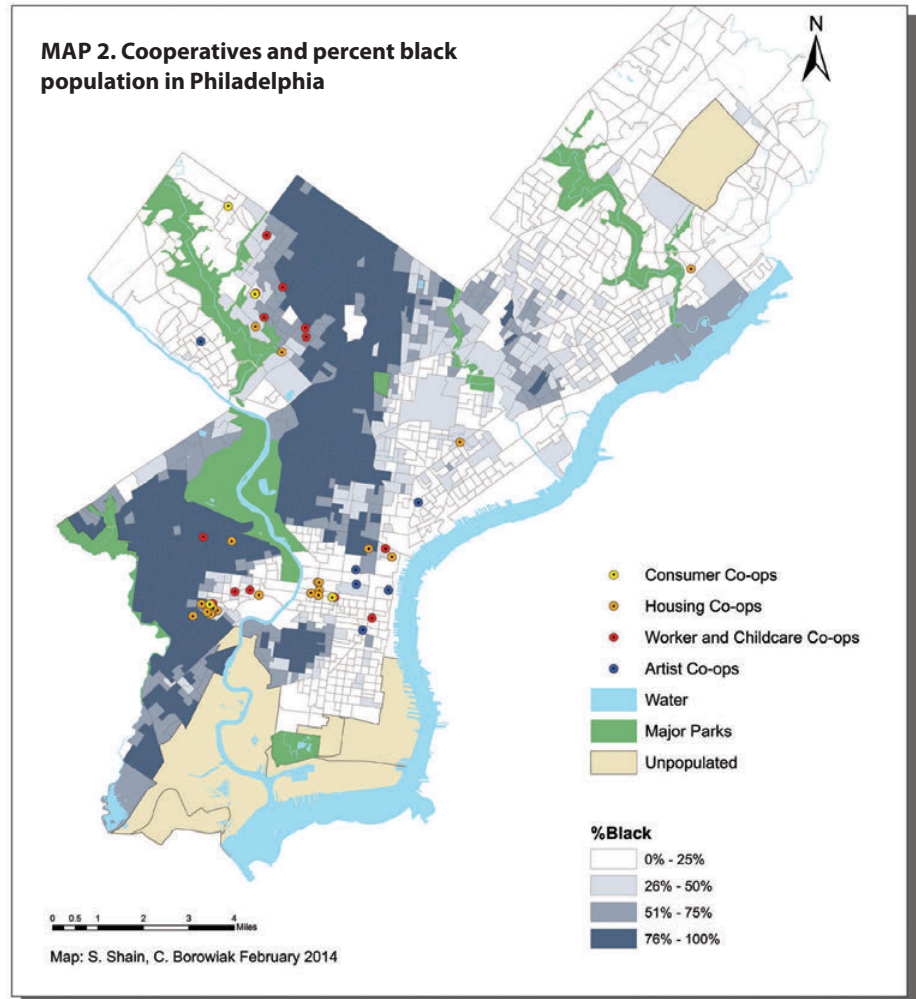 MAP 2. Cooperatives and percent black
population in Philadelphia
N
Consumer Co-ops
Housing Co-ops
Worker and Childcare Co-ops
Artist Co-ops
Water
Major Parks
Unpopulated
%Black
0% - 25%
26% - 50%
51% - 75%
76% - 100%
0 0.5 1 2 3 4
Miles
Map: S. Shain, C. Borowiak February 2014